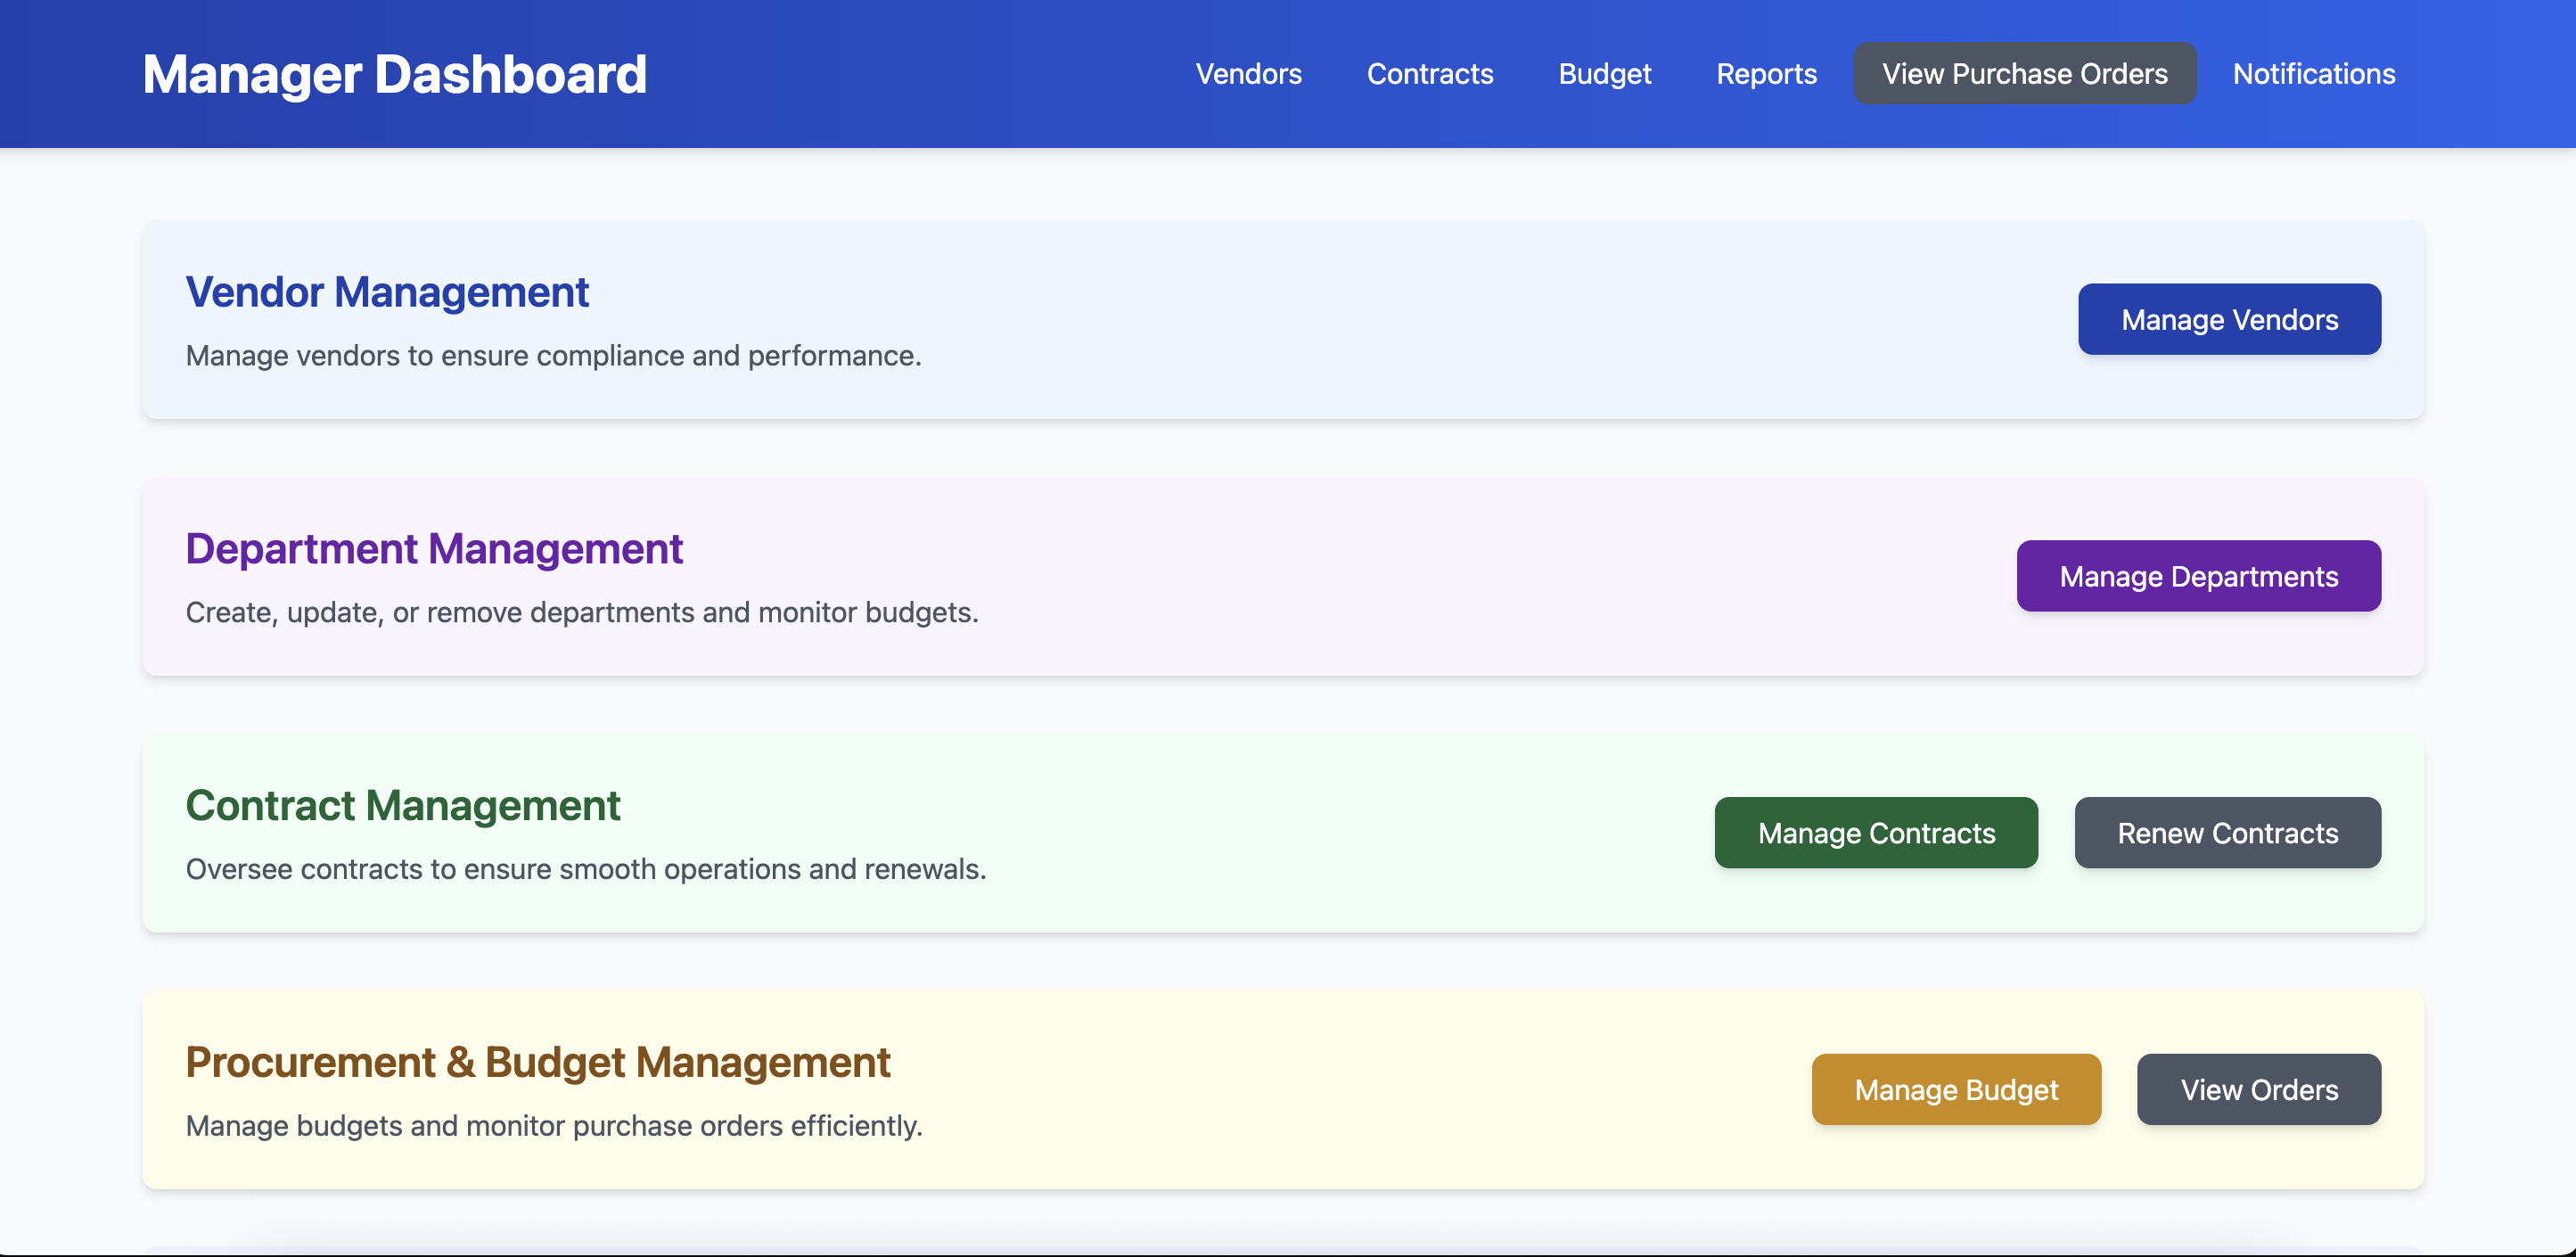 Manager Dashboard
Vendors
Contracts
Budget
Reports
View Purchase Orders
Notifications
Vendor Management
Manage vendors to ensure compliance and performance.
Manage Vendors
Department Management
Create, update, or remove departments and monitor budgets.
Manage Departments
Contract Management
Oversee contracts to ensure smooth operations and renewals.
Manage Contracts
Renew Contracts
Procurement & Budget Management
Manage budgets and monitor purchase orders efficiently.
Manage Budget
View Orders